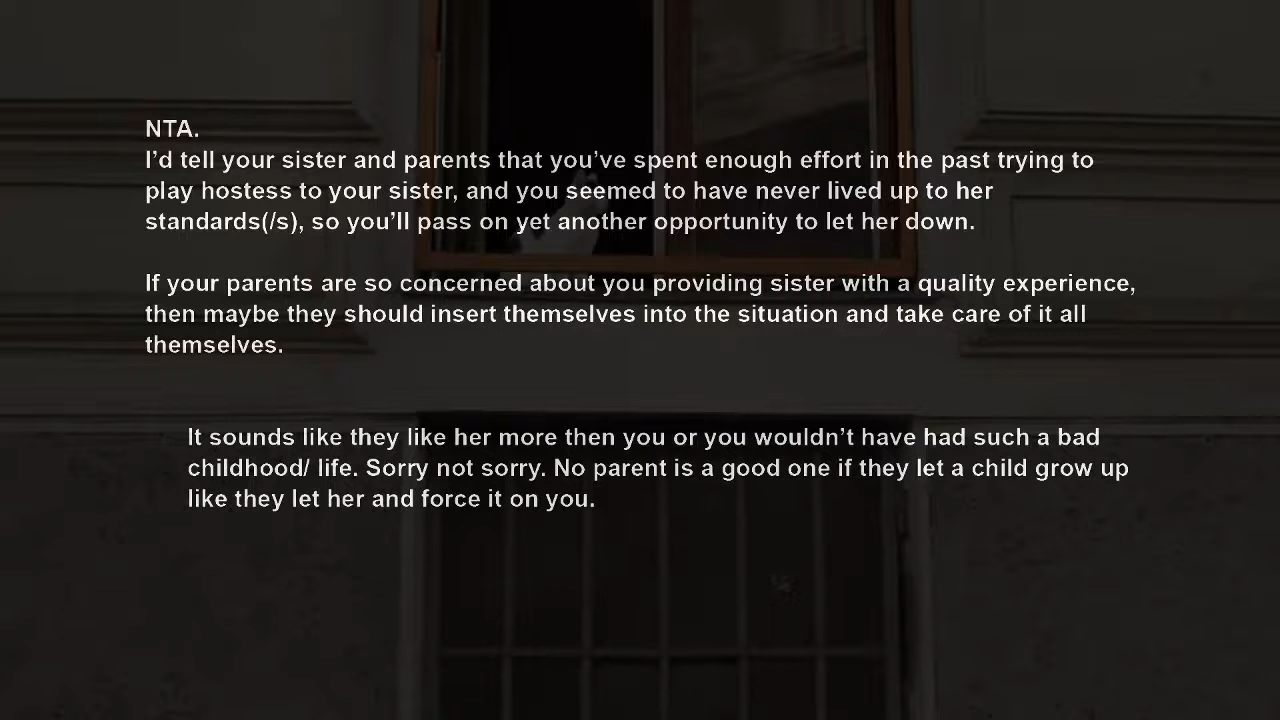 NTA.
I’d tell your sister and parents that you’ve spent enough effort in the past trying to
play hostess to your sister, and you seemed to have never lived up to her
standards(/s), so you’ll pass on yet another opportunity to let her down.
If your parents are so concerned about you providing sister with a quality experience,
then maybe they should insert themselves into the situation and take care of it all
themselves.
It sounds like they like her more then you or you wouldn’t have had such a bad
childhood/ life. Sorry not sorry. No parent is a good one if they let a child grow up
like they let her and force it on you.